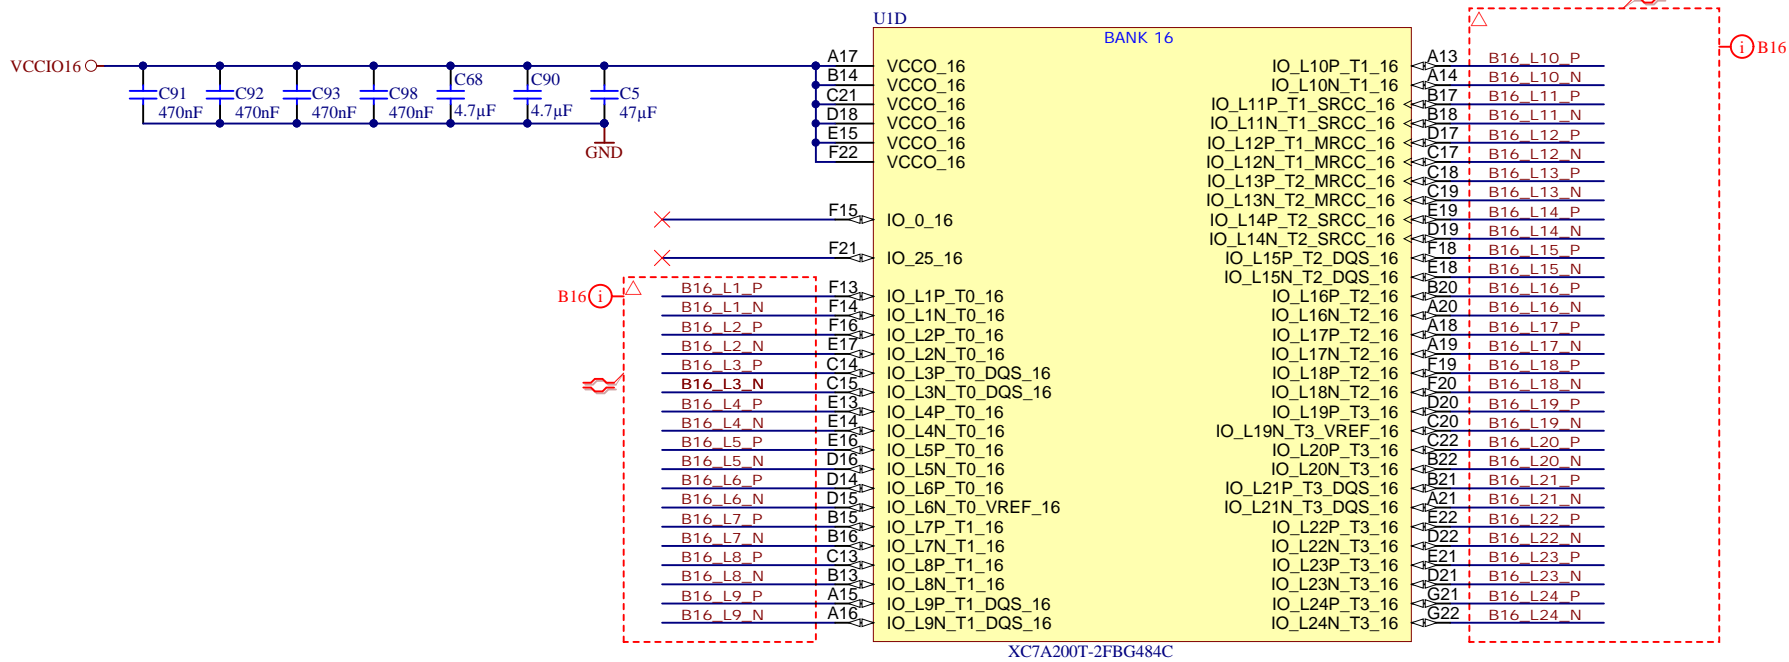 U1D
BANK 16
VCCIO16
C91 470nF
C92 470nF
C93 470nF
C98 470nF
C68 4.7µF
C90 4.7µF
C5 47µF
GND
A17 VCCO_16
B14 VCCO_16
C21 VCCO_16
D18 VCCO_16
E15 VCCO_16
F22 VCCO_16
F15 IO_0_16
F21 IO_25_16
B16 i
B16_L1_P F13 IO_L1P_T0_16
B16_L1_N F14 IO_L1N_T0_16
B16_L2_P F16 IO_L2P_T0_16
B16_L2_N E17 IO_L2N_T0_16
B16_L3_P C14 IO_L3P_T0_DQS_16
B16_L3_N C15 IO_L3N_T0_DQS_16
B16_L4_P E13 IO_L4P_T0_16
B16_L4_N E14 IO_L4N_T0_16
B16_L5_P E16 IO_L5P_T0_16
B16_L5_N D16 IO_L5N_T0_16
B16_L6_P D14 IO_L6P_T0_16
B16_L6_N D15 IO_L6N_T0_VREF_16
B16_L7_P B15 IO_L7P_T1_16
B16_L7_N B16 IO_L7N_T1_16
B16_L8_P C13 IO_L8P_T1_16
B16_L8_N B13 IO_L8N_T1_16
B16_L9_P A15 IO_L9P_T1_DQS_16
B16_L9_N A16 IO_L9N_T1_DQS_16
IO_L10P_T1_16 A13 B16_L10_P
IO_L10N_T1_16 A14 B16_L10_N
IO_L11P_T1_SRCC_16 B17 B16_L11_P
IO_L11N_T1_SRCC_16 B18 B16_L11_N
IO_L12P_T1_MRCC_16 D17 B16_L12_P
IO_L12N_T1_MRCC_16 C17 B16_L12_N
IO_L13P_T2_MRCC_16 C18 B16_L13_P
IO_L13N_T2_MRCC_16 C19 B16_L13_N
IO_L14P_T2_SRCC_16 E19 B16_L14_P
IO_L14N_T2_SRCC_16 D19 B16_L14_N
IO_L15P_T2_DQS_16 F18 B16_L15_P
IO_L15N_T2_DQS_16 E18 B16_L15_N
IO_L16P_T2_16 B20 B16_L16_P
IO_L16N_T2_16 A20 B16_L16_N
IO_L17P_T2_16 A18 B16_L17_P
IO_L17N_T2_16 A19 B16_L17_N
IO_L18P_T2_16 F19 B16_L18_P
IO_L18N_T2_16 F20 B16_L18_N
IO_L19P_T3_16 D20 B16_L19_P
IO_L19N_T3_VREF_16 C20 B16_L19_N
IO_L20P_T3_16 C22 B16_L20_P
IO_L20N_T3_16 B22 B16_L20_N
IO_L21P_T3_DQS_16 B21 B16_L21_P
IO_L21N_T3_DQS_16 A21 B16_L21_N
IO_L22P_T3_16 E22 B16_L22_P
IO_L22N_T3_16 D22 B16_L22_N
IO_L23P_T3_16 E21 B16_L23_P
IO_L23N_T3_16 D21 B16_L23_N
IO_L24P_T3_16 G21 B16_L24_P
IO_L24N_T3_16 G22 B16_L24_N
i B16
XC7A200T-2FBG484C